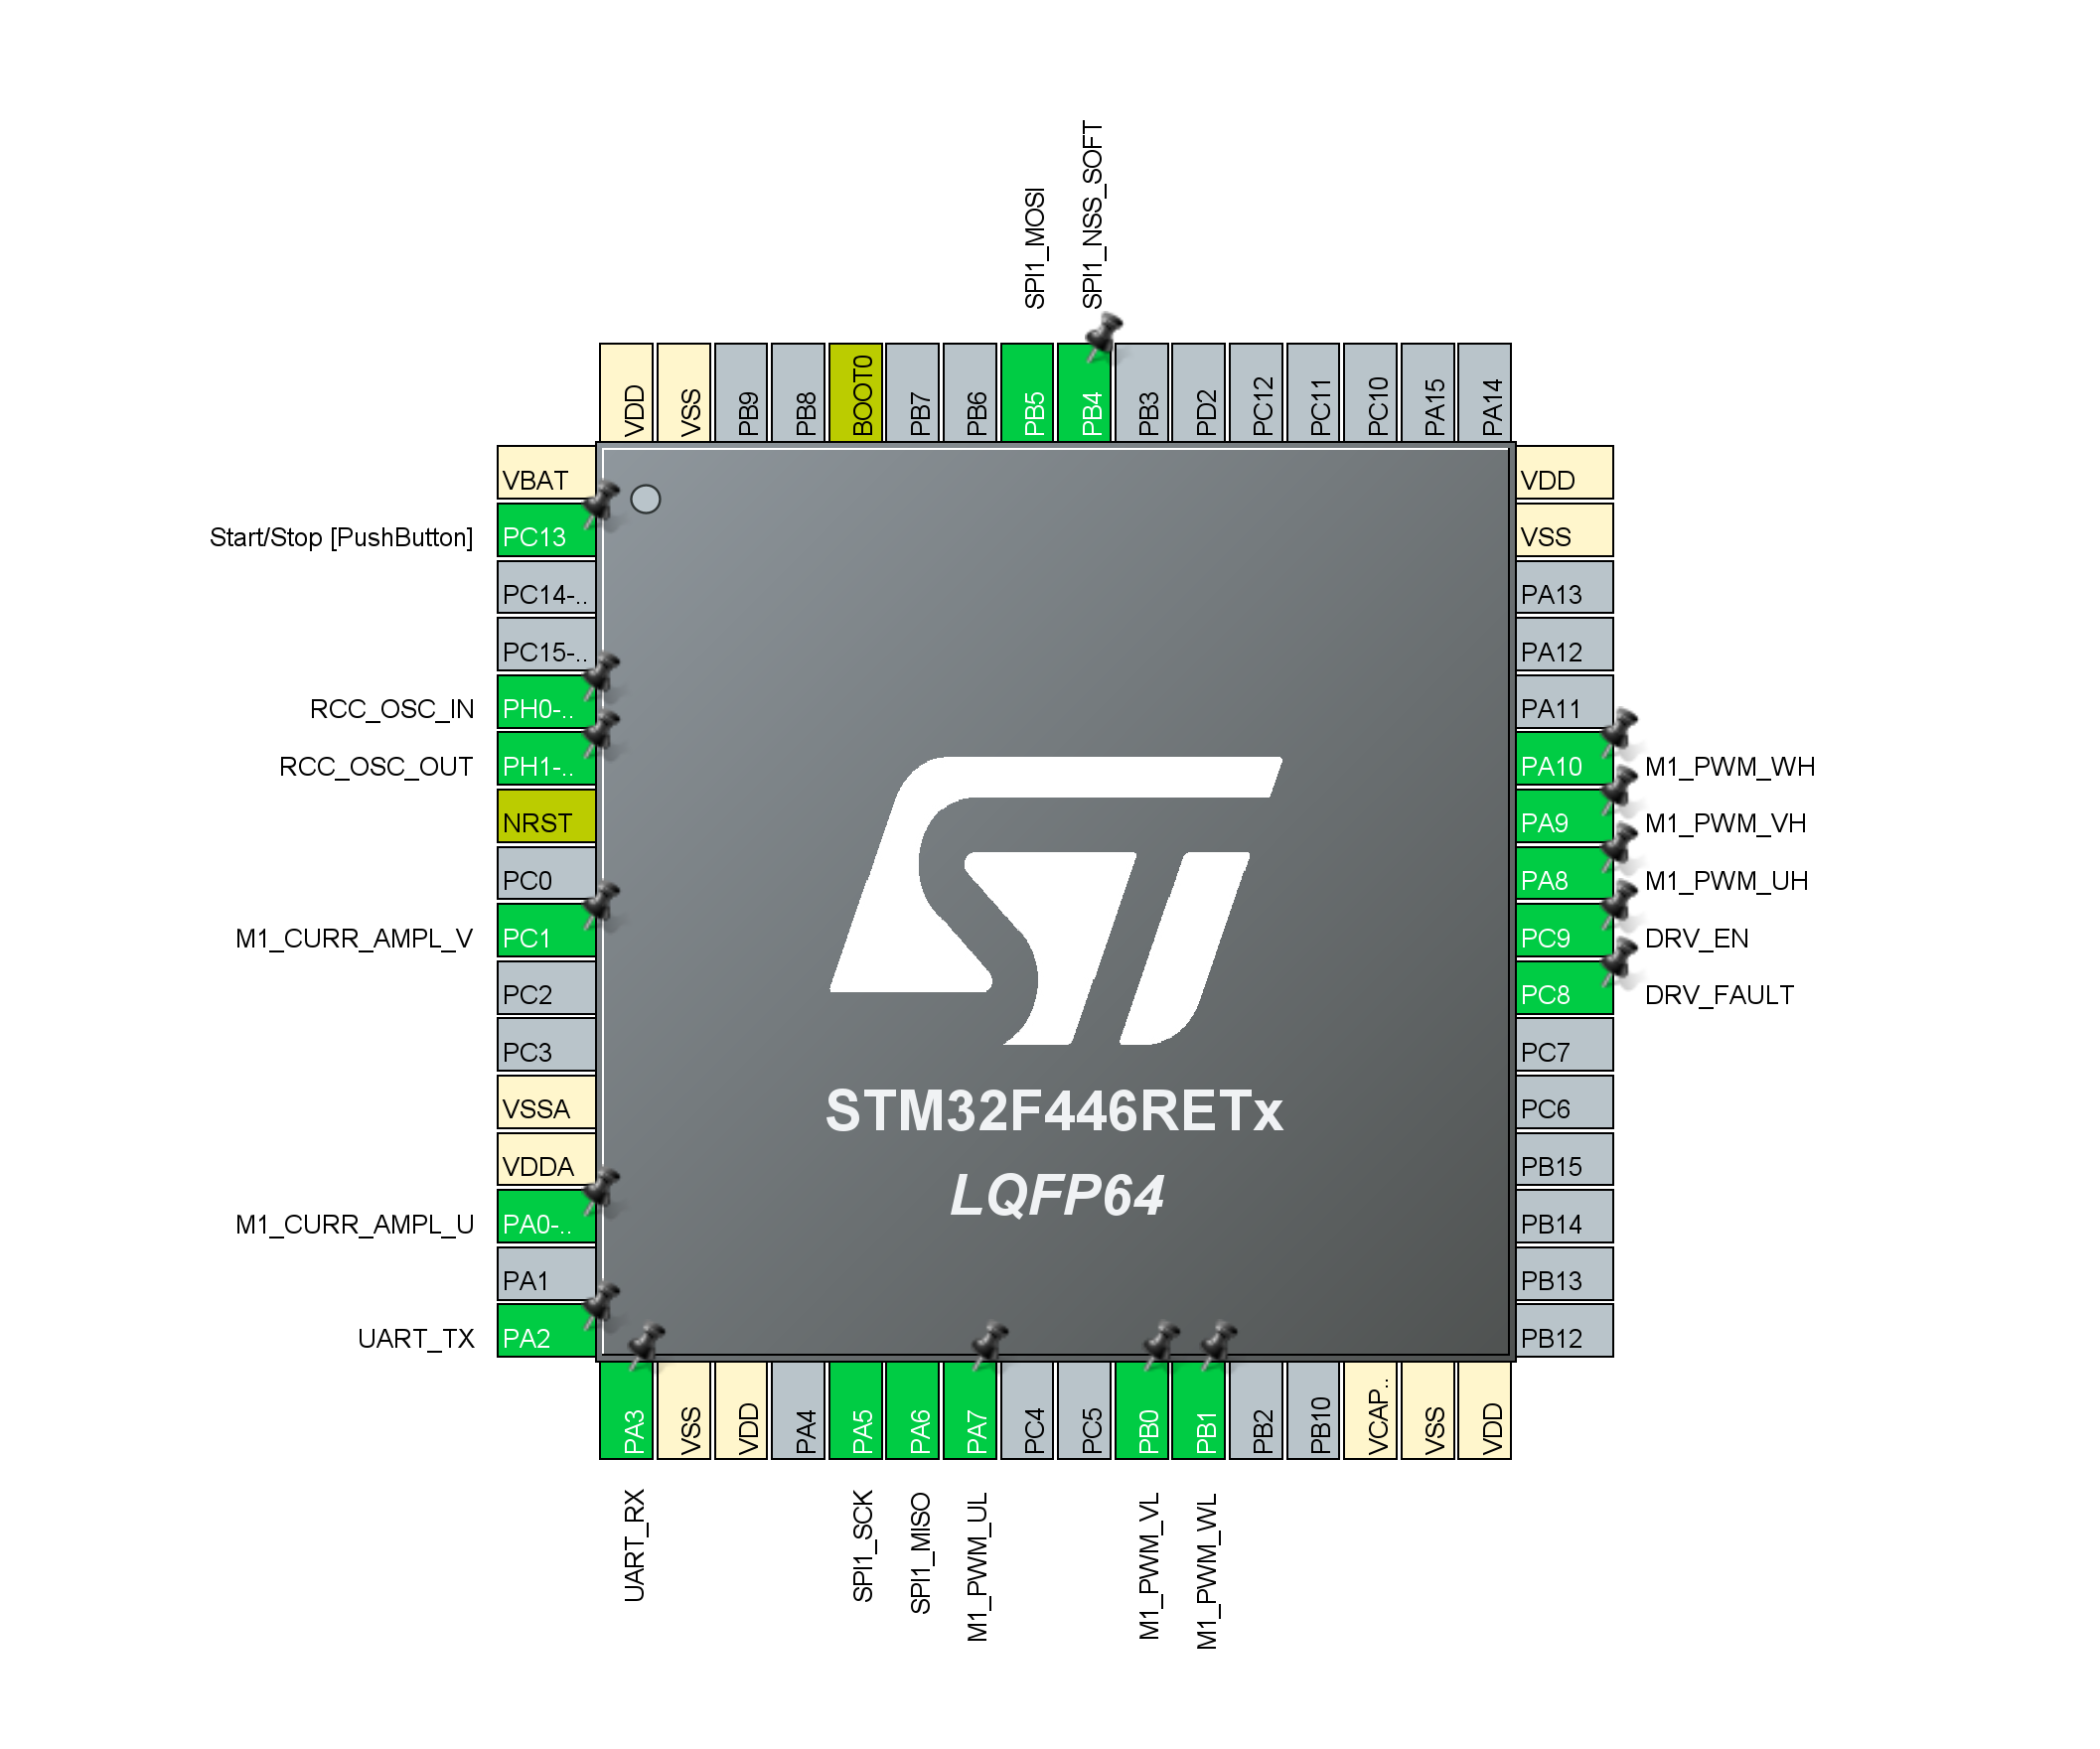 SPI1_MOSI
SPI1_NSS_SOFT
VDD
VSS
PB9
PB8
BOOT0
PB7
PB6
PB5
PB4
PB3
PD2
PC12
PC11
PC10
PA15
PA14
VBAT
Start/Stop [PushButton] PC13
PC14-..
PC15-..
RCC_OSC_IN PH0-..
RCC_OSC_OUT PH1-..
NRST
PC0
M1_CURR_AMPL_V PC1
PC2
PC3
VSSA
VDDA
M1_CURR_AMPL_U PA0-..
PA1
UART_TX PA2
ST
STM32F446RETx
LQFP64
VDD
VSS
PA13
PA12
PA11
PA10 M1_PWM_WH
PA9 M1_PWM_VH
PA8 M1_PWM_UH
PC9 DRV_EN
PC8 DRV_FAULT
PC7
PC6
PB15
PB14
PB13
PB12
PA3
VSS
VDD
PA4
PA5
PA6
PA7
PC4
PC5
PB0
PB1
PB2
PB10
VCAP..
VSS
VDD
UART_RX
SPI1_SCK
SPI1_MISO
M1_PWM_UL
M1_PWM_VL
M1_PWM_WL